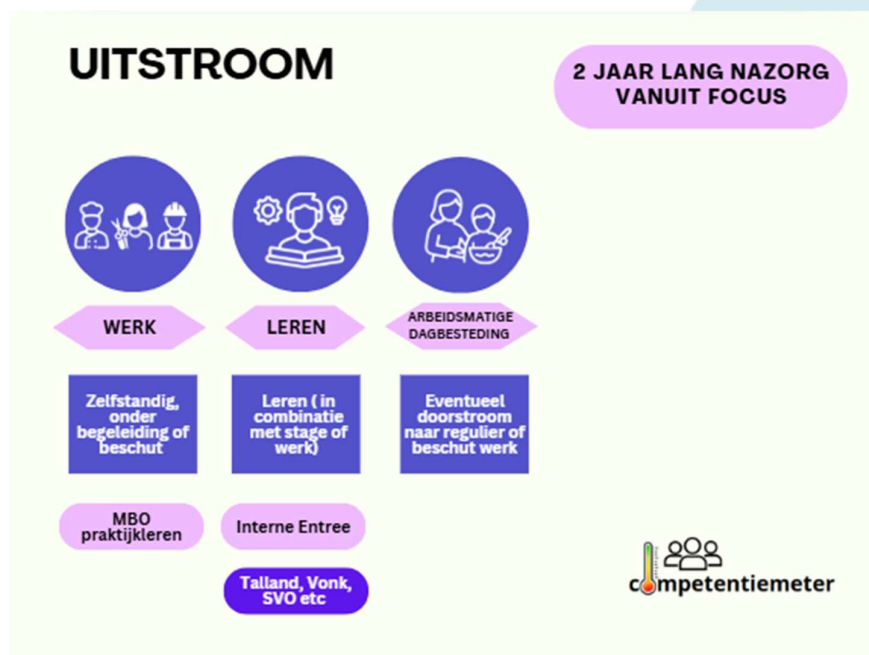 UITSTROOM
2 JAAR LANG NAZORG
VANUIT FOCUS
WERK
LEREN
ARBEIDSMATIGE
DAGBESTEDING
Zelfstandig,
onder
begeleiding of
beschut
Leren ( in
combinatie
met stage of
werk)
Eventueel
doorstroom
naar regulier of
beschut werk
MBO
praktijkleren
Interne Entree
Talland, Vonk,
SVO etc
competentiemeter